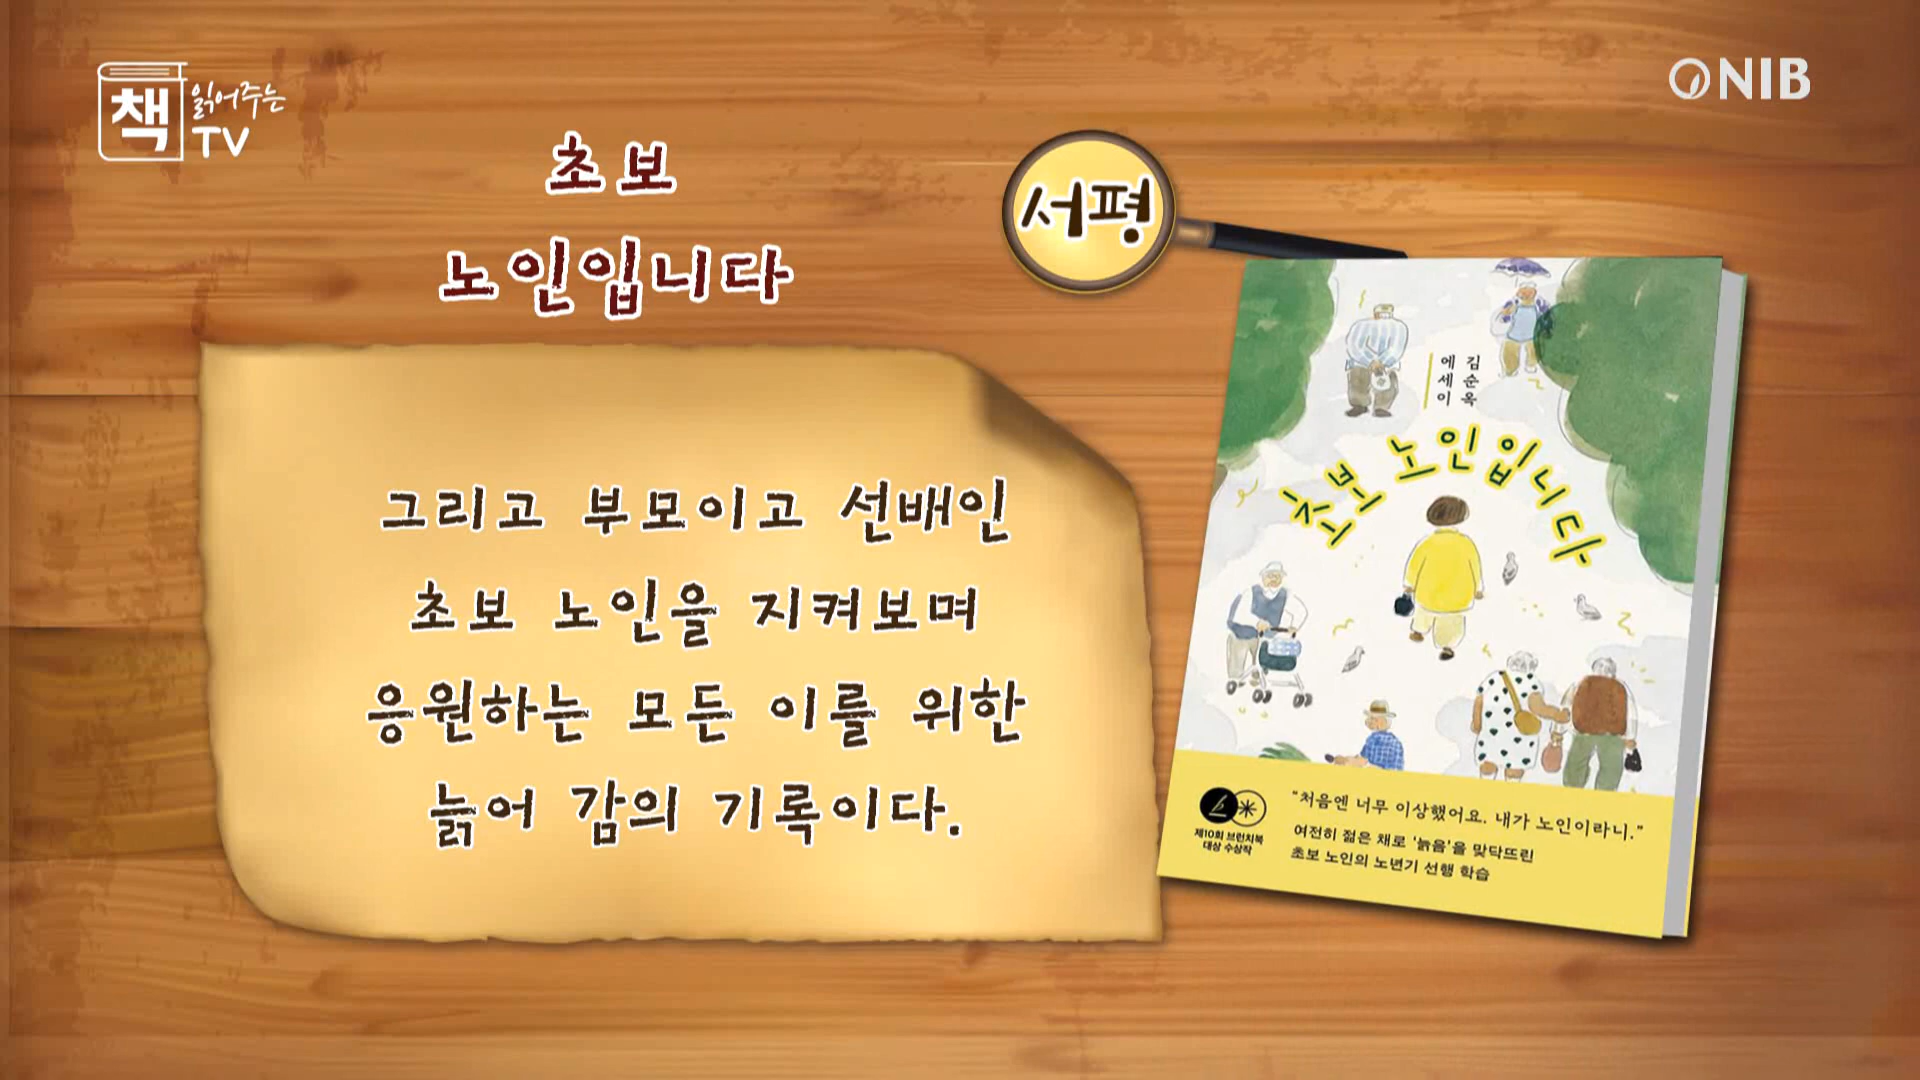 책 읽어주는
TV
NIB
초보
노인입니다
서평
그리고 부모이고 선배인
초보 노인을 지켜보며
응원하는 모든 이를 위한
늙어 감의 기록이다.
김순옥
에세이
초보 노인입니다
제10회 브런치북
대상 수상작
"처음엔 너무 이상했어요. 내가 노인이라니."
여전히 젊은 채로 '늙음'을 맞닥뜨린
초보 노인의 노년기 선행 학습